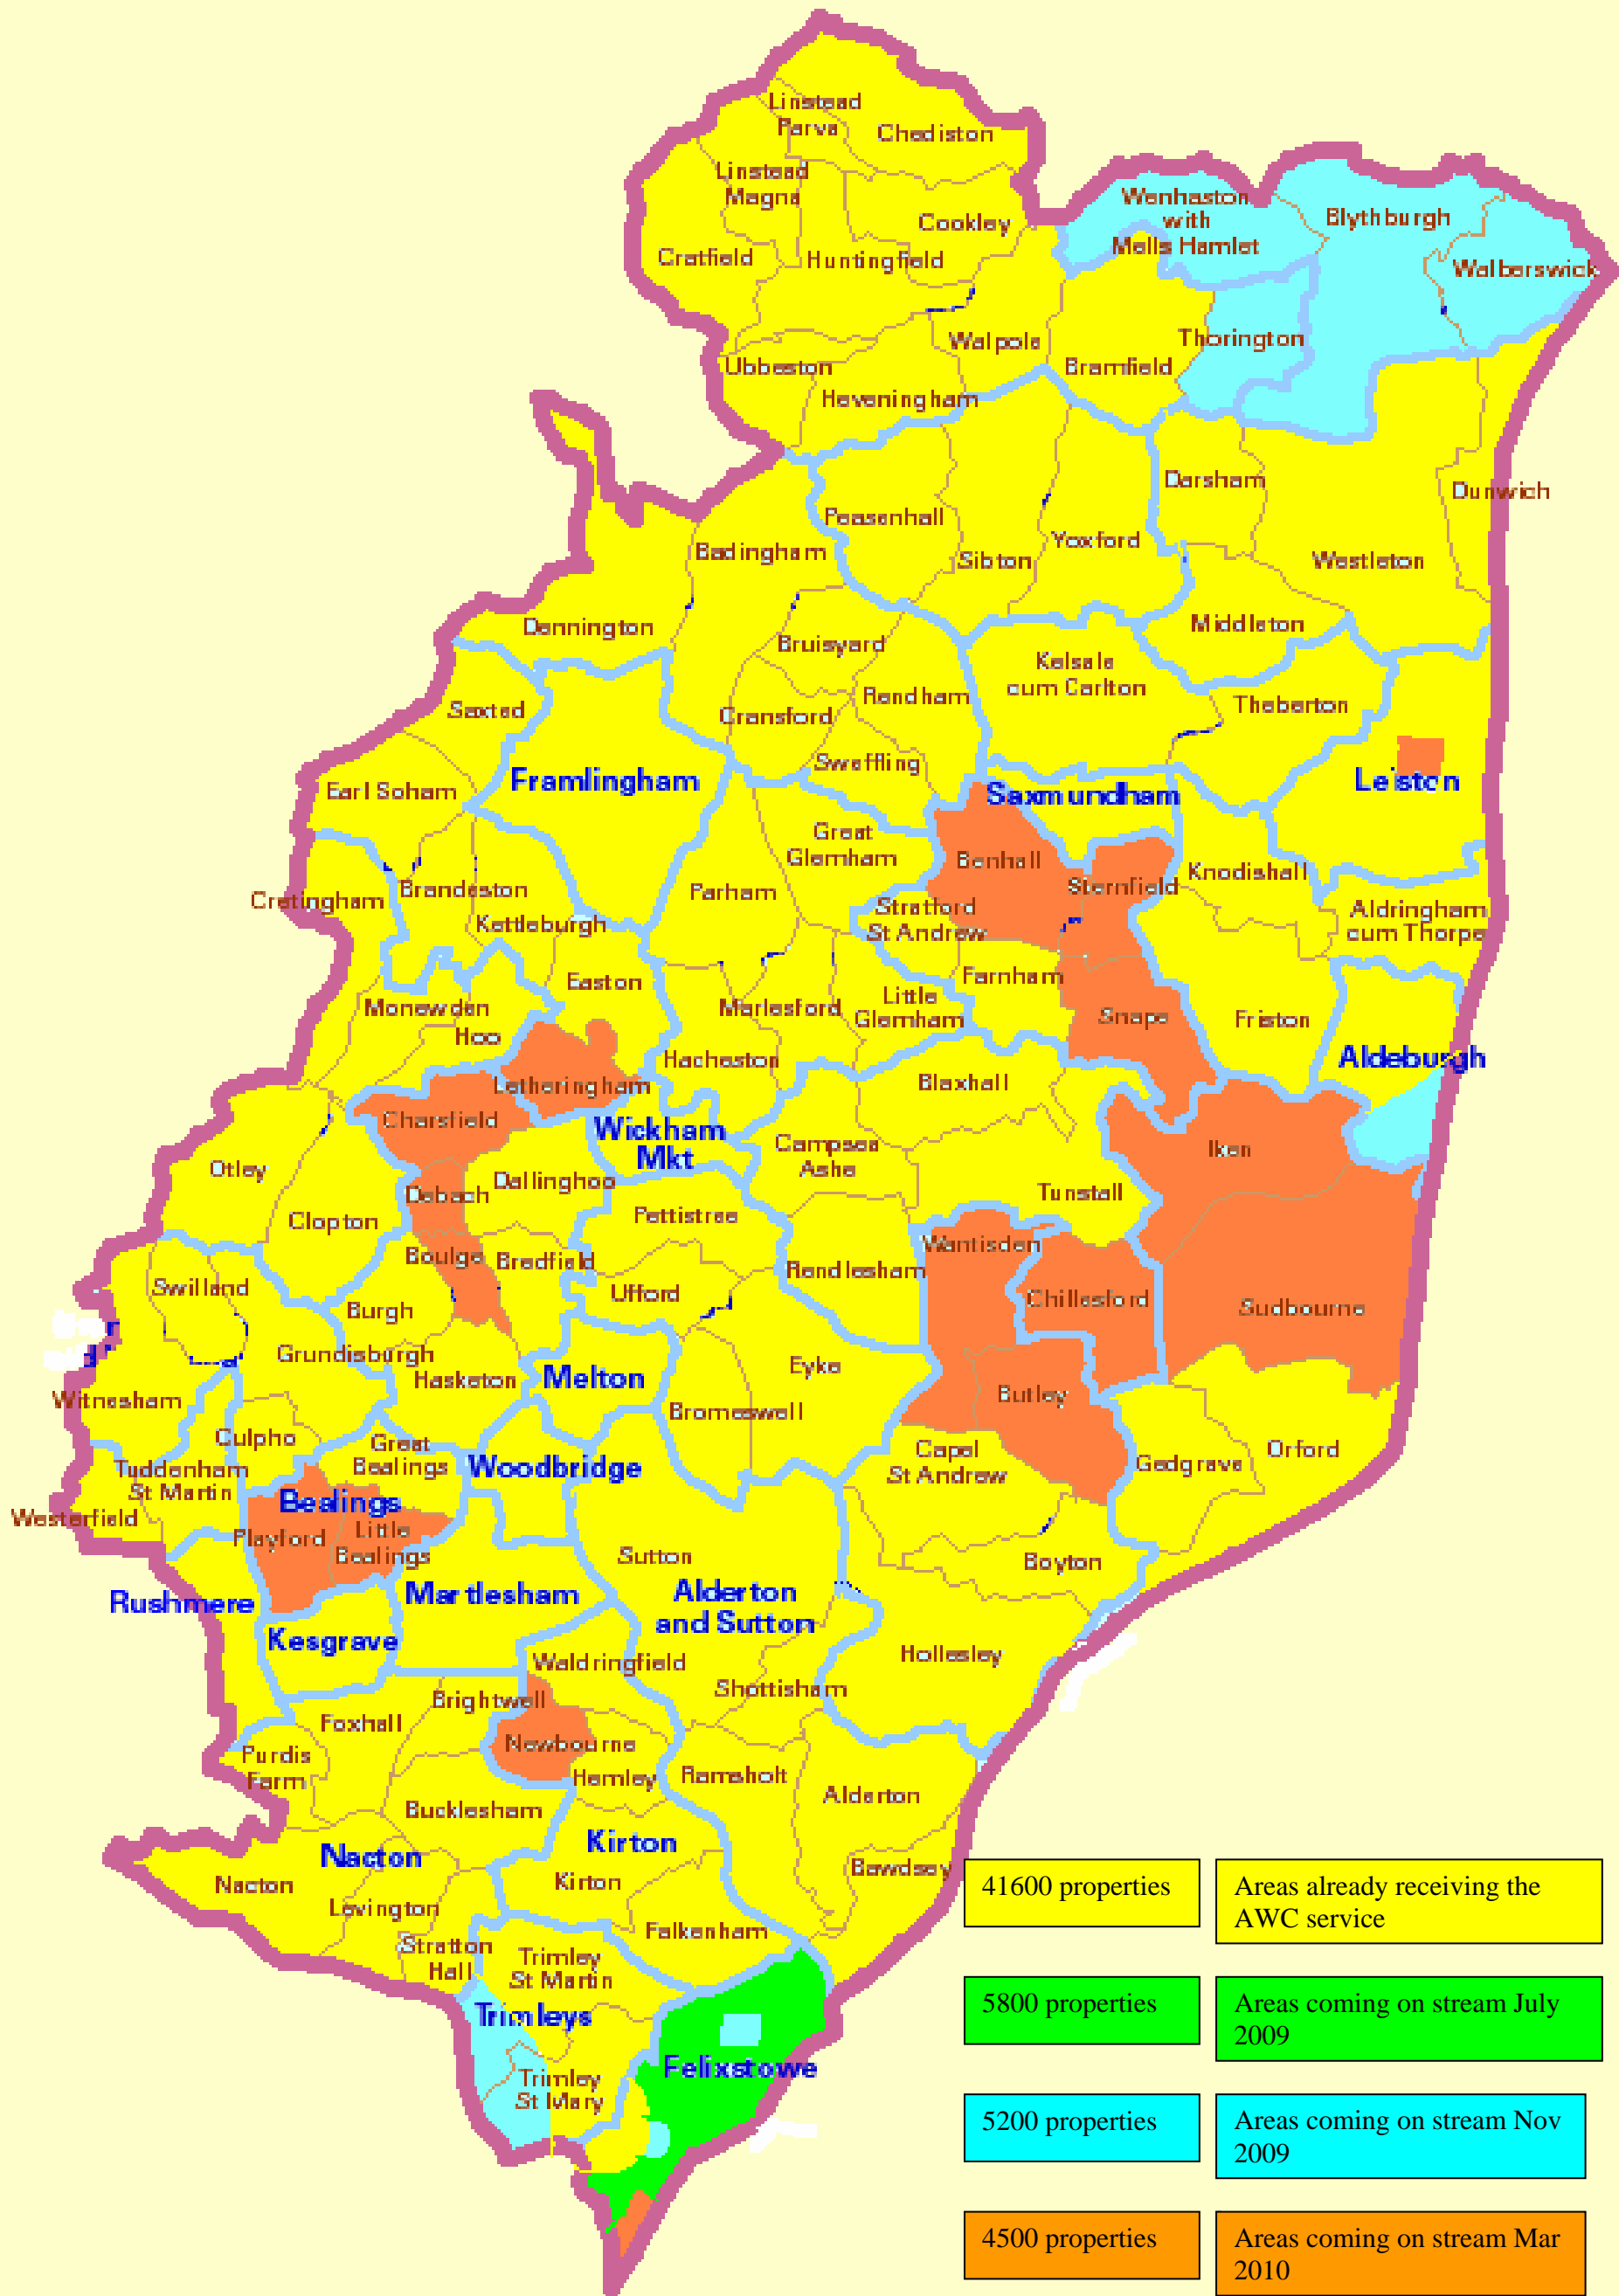 Linstead
Parva
Chediston
Linstead
Magna
Cookley
Cratfield
Huntingfield
Wenhaston
with
Mells Hamlet
Blythburgh
Walberswick
Ubbeston
Walpole
Bramfield
Thorington
Heveningham
Peasenhall
Darsham
Dunwich
Badingham
Sibton
Yoxford
Westleton
Dennington
Bruisyard
Middleton
Kelsale
cum Carlton
Rendham
Saxted
Cransford
Theberton
Earl Soham
Framlingham
Sweffling
Saxmundham
Leiston
Great
Glemham
Benhall
Sternfield
Knodishall
Cretingham
Brandeston
Kettleburgh
Parham
Stratford
St Andrew
Aldringham
cum Thorpe
Easton
Farnham
Monewden
Hoo
Marlesford
Little
Glemham
Snape
Friston
Hacheston
Aldeburgh
Letheringham
Blaxhall
Charsfield
Wickham
Mkt
Campsea
Ashe
Iken
Otley
Debach
Dallinghoo
Tunstall
Clopton
Pettistree
Boulge
Bredfield
Wantisden
Swilland
Burgh
Ufford
Rendlesham
Chillesford
Sudbourne
Grundisburgh
Hasketon
Melton
Eyke
Butley
Witnesham
Bromeswell
Culpho
Great
Bealings
Capel
St Andrew
Gedgrave
Orford
Tuddenham
St Martin
Woodbridge
Westerfield
Bealings
Playford
Little
Bealings
Sutton
Boyton
Rushmere
Martlesham
Alderton
and Sutton
Kesgrave
Waldringfield
Hollesley
Brightwell
Shottisham
Foxhall
Newbourne
Purdis
Farm
Hemley
Ramsholt
Alderton
Bucklesham
Nacton
Kirton
Nacton
Kirton
Bawdsey
Levington
Falkenham
Stratton
Hall
Trimley
St Martin
Trimleys
Felixstowe
Trimley
St Mary
41600 properties
Areas already receiving the
AWC service
5800 properties
Areas coming on stream July
2009
5200 properties
Areas coming on stream Nov
2009
4500 properties
Areas coming on stream Mar
2010